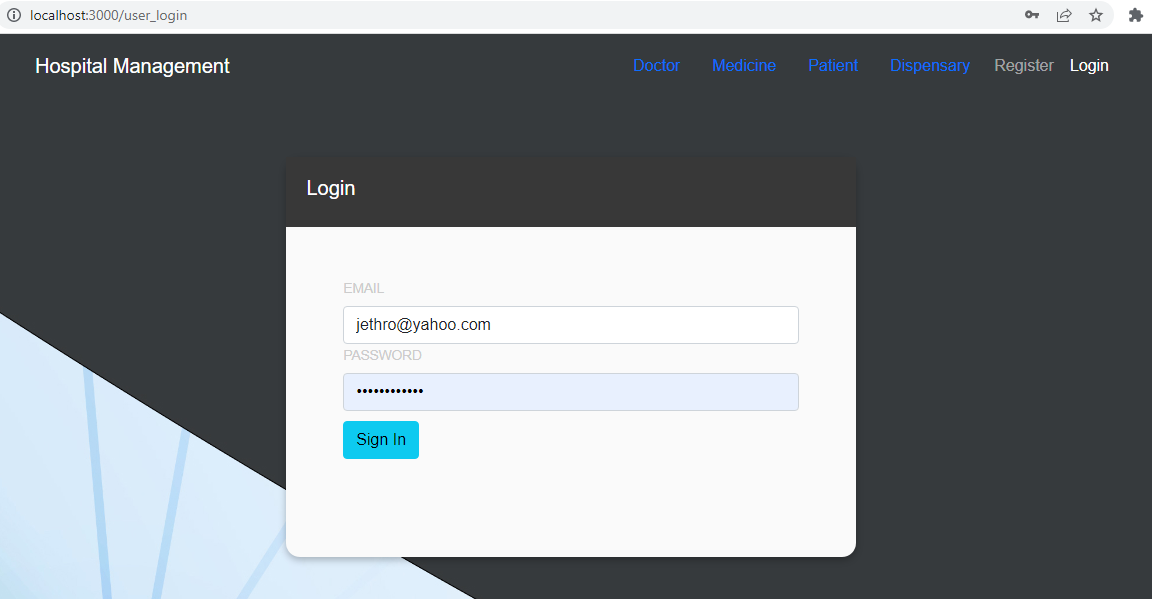 localhost:3000/user_login
Hospital Management Doctor Medicine Patient Dispensary Register Login
Login
EMAIL
jethro@yahoo.com
PASSWORD
••••••••••••
Sign In